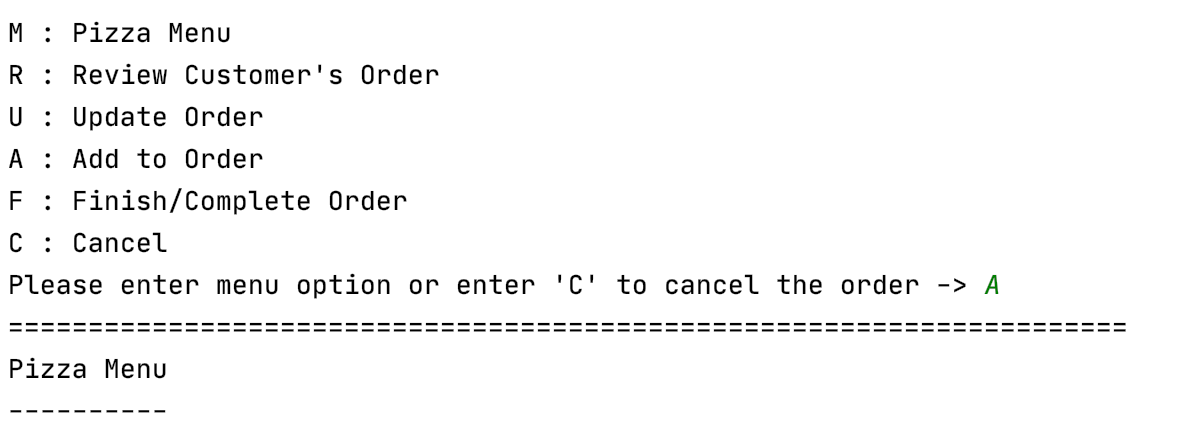 M : Pizza Menu
R : Review Customer's Order
U : Update Order
A : Add to Order
F : Finish/Complete Order
C : Cancel
Please enter menu option or enter 'C' to cancel the order -> A
======================================================================
Pizza Menu
----------